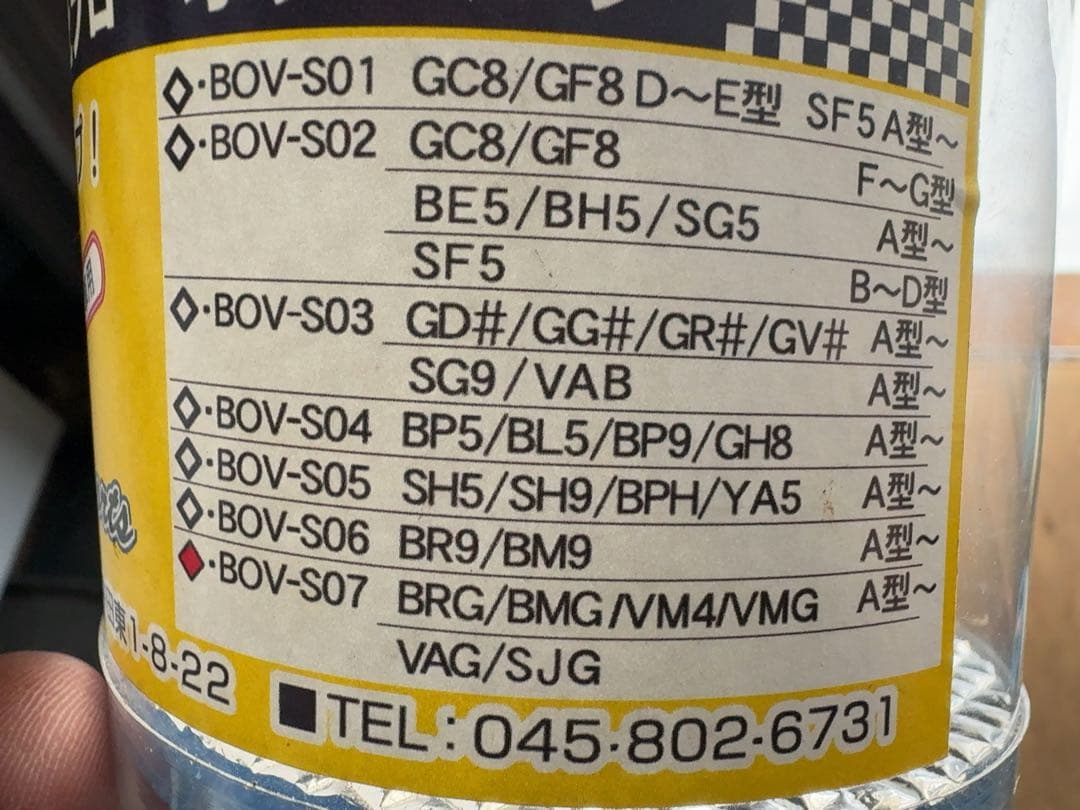 ◇・BOV-S01 GC8/GF8 D〜E型 SF5 A型〜
◇・BOV-S02 GC8/GF8 F〜G型
BE5/BH5/SG5 A型〜
SF5 B〜D型
◇・BOV-S03 GD#/GG#/GR#/GV# A型〜
SG9/VAB A型〜
◇・BOV-S04 BP5/BL5/BP9/GH8 A型〜
◇・BOV-S05 SH5/SH9/BPH/YA5 A型〜
◇・BOV-S06 BR9/BM9 A型〜
◆・BOV-S07 BRG/BMG/VM4/VMG A型〜
VAG/SJG
東1-8-22
■TEL:045・802・6731